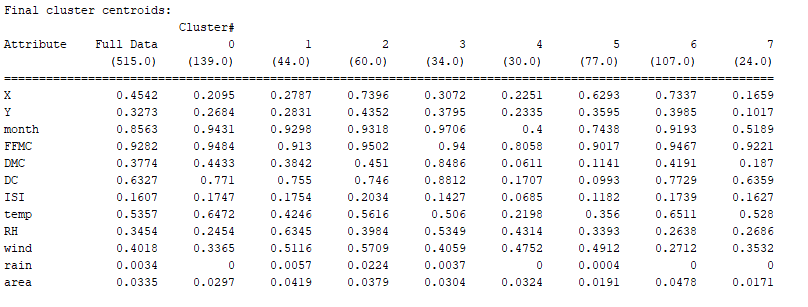 Final cluster centroids:
Cluster#
Attribute Full Data 0 1 2 3 4 5 6 7
(515.0) (139.0) (44.0) (60.0) (34.0) (30.0) (77.0) (107.0) (24.0)
================================================================================================================
X 0.4542 0.2095 0.2787 0.7396 0.3072 0.2251 0.6293 0.7337 0.1659
Y 0.3273 0.2684 0.2831 0.4352 0.3795 0.2335 0.3595 0.3985 0.1017
month 0.8563 0.9431 0.9298 0.9318 0.9706 0.4 0.7438 0.9193 0.5189
FFMC 0.9282 0.9484 0.913 0.9502 0.94 0.8058 0.9017 0.9467 0.9221
DMC 0.3774 0.4433 0.3842 0.451 0.8486 0.0611 0.1141 0.4191 0.187
DC 0.6327 0.771 0.755 0.746 0.8812 0.1707 0.0993 0.7729 0.6359
ISI 0.1607 0.1747 0.1754 0.2034 0.1427 0.0685 0.1182 0.1739 0.1627
temp 0.5357 0.6472 0.4246 0.5616 0.506 0.2198 0.356 0.6511 0.528
RH 0.3454 0.2454 0.6345 0.3984 0.5349 0.4314 0.3393 0.2638 0.2686
wind 0.4018 0.3365 0.5116 0.5709 0.4059 0.4752 0.4912 0.2712 0.3532
rain 0.0034 0 0.0057 0.0224 0.0037 0 0.0004 0 0
area 0.0335 0.0297 0.0419 0.0379 0.0304 0.0324 0.0191 0.0478 0.0171